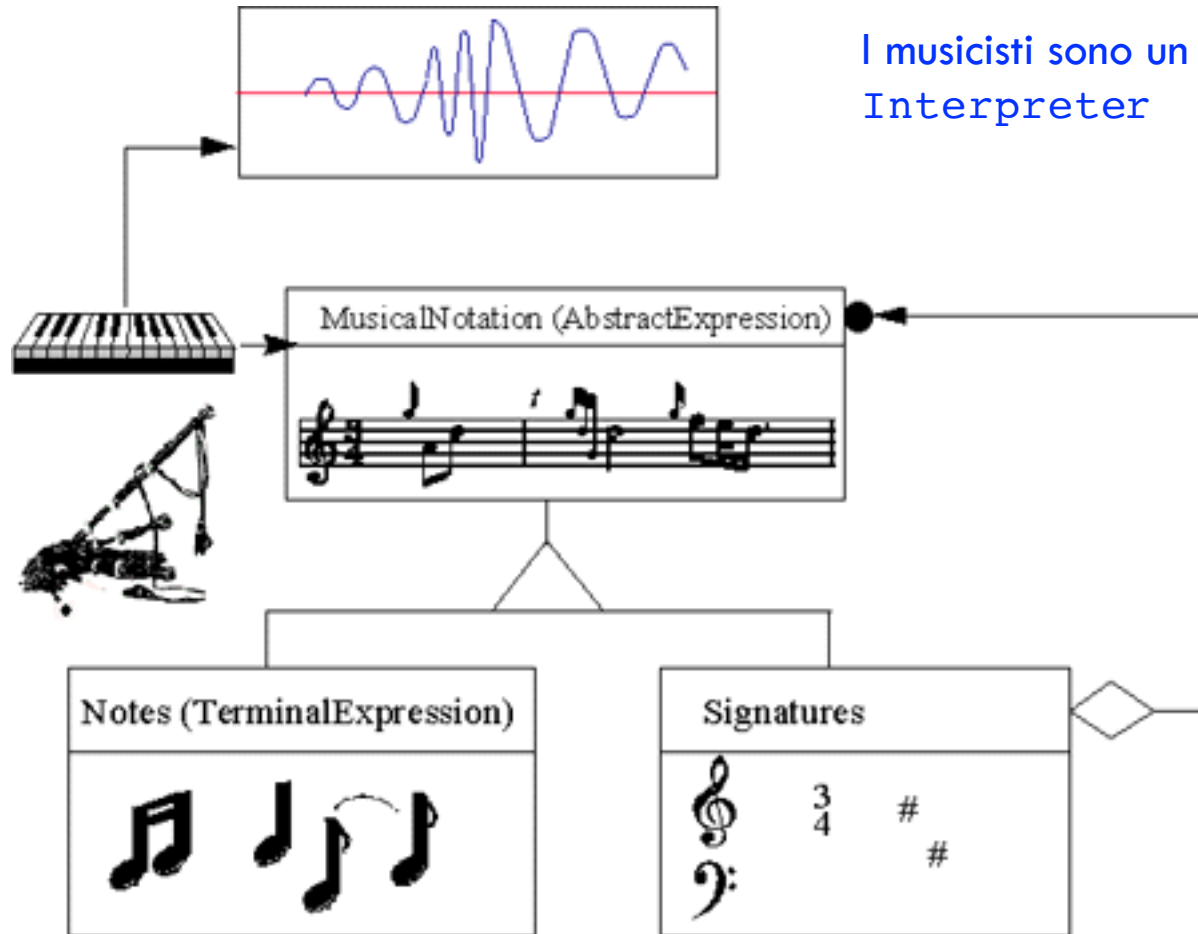 I musicisti sono un
Interpreter
MusicalNotation (AbstractExpression)
Notes (TerminalExpression)
Signatures
3
4
#
#